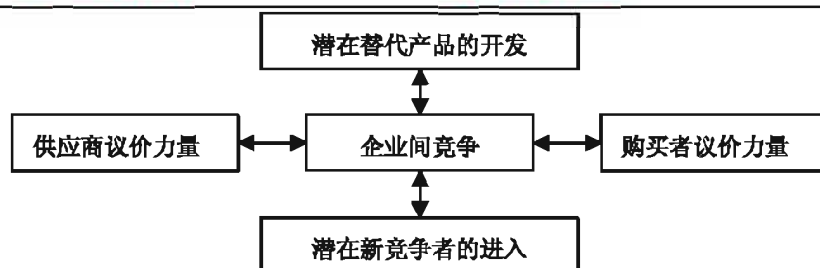 潜在替代产品的开发
供应商议价力量 企业间竞争 购买者议价力量
潜在新竞争者的进入